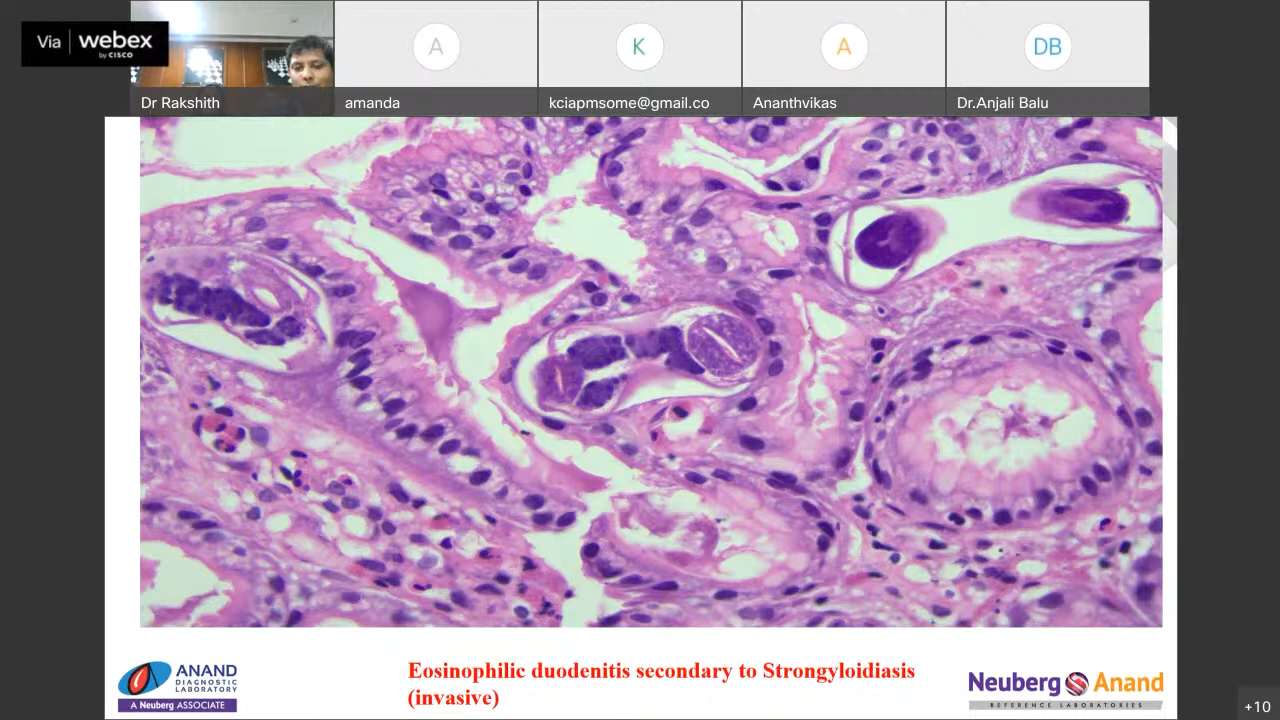 Via webex
by CISCO
Dr Rakshith
A
amanda
K
kciapmsome@gmail.co
A
Ananthvikas
DB
Dr.Anjali Balu
ANAND
DIAGNOSTIC
LABORATORY
A Neuberg ASSOCIATE
Eosinophilic duodenitis secondary to Strongyloidiasis
(invasive)
Neuberg Anand
REFERENCE LABORATORIES
+10